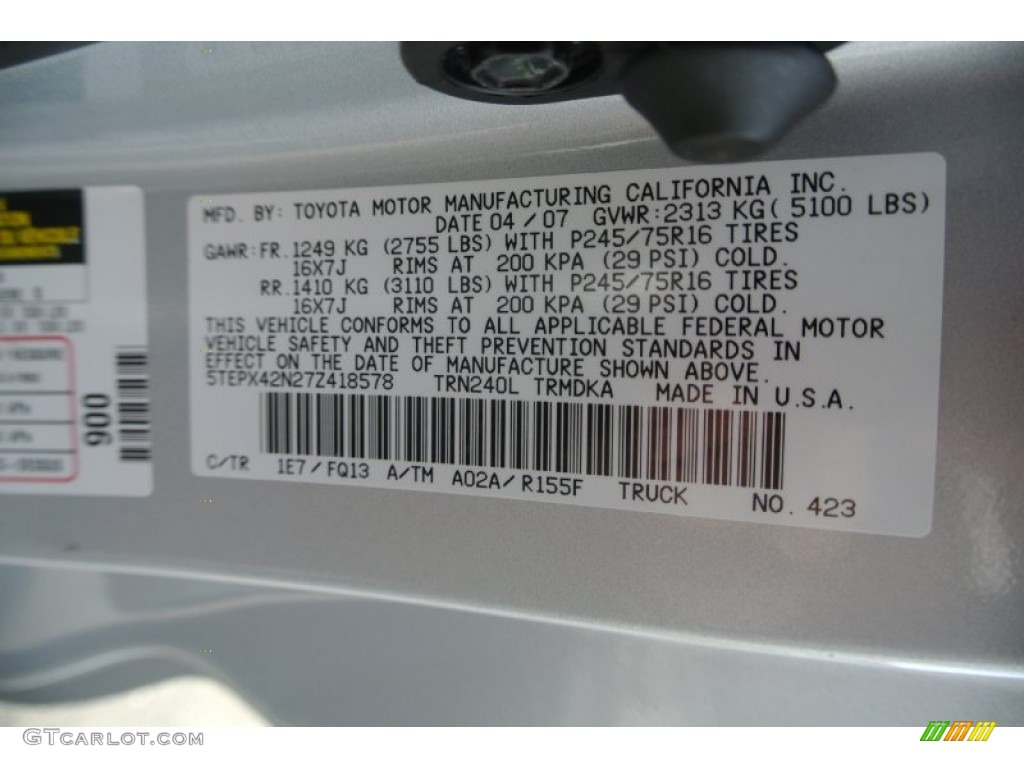 MFD. BY: TOYOTA MOTOR MANUFACTURING CALIFORNIA INC.
DATE 04/07 GVWR:2313 KG( 5100 LBS)
GAWR:FR.1249 KG (2755 LBS) WITH P245/75R16 TIRES
16X7J RIMS AT 200 KPA (29 PSI) COLD.
RR.1410 KG (3110 LBS) WITH P245/75R16 TIRES
16X7J RIMS AT 200 KPA (29 PSI) COLD.
THIS VEHICLE CONFORMS TO ALL APPLICABLE FEDERAL MOTOR
VEHICLE SAFETY AND THEFT PREVENTION STANDARDS IN
EFFECT ON THE DATE OF MANUFACTURE SHOWN ABOVE.
5TEPX42N27Z418578 TRN240L TRMDKA MADE IN U.S.A.
C/TR 1E7/FQ13 A/TM A02A/R155F TRUCK NO. 423
900
GTCARLOT.COM